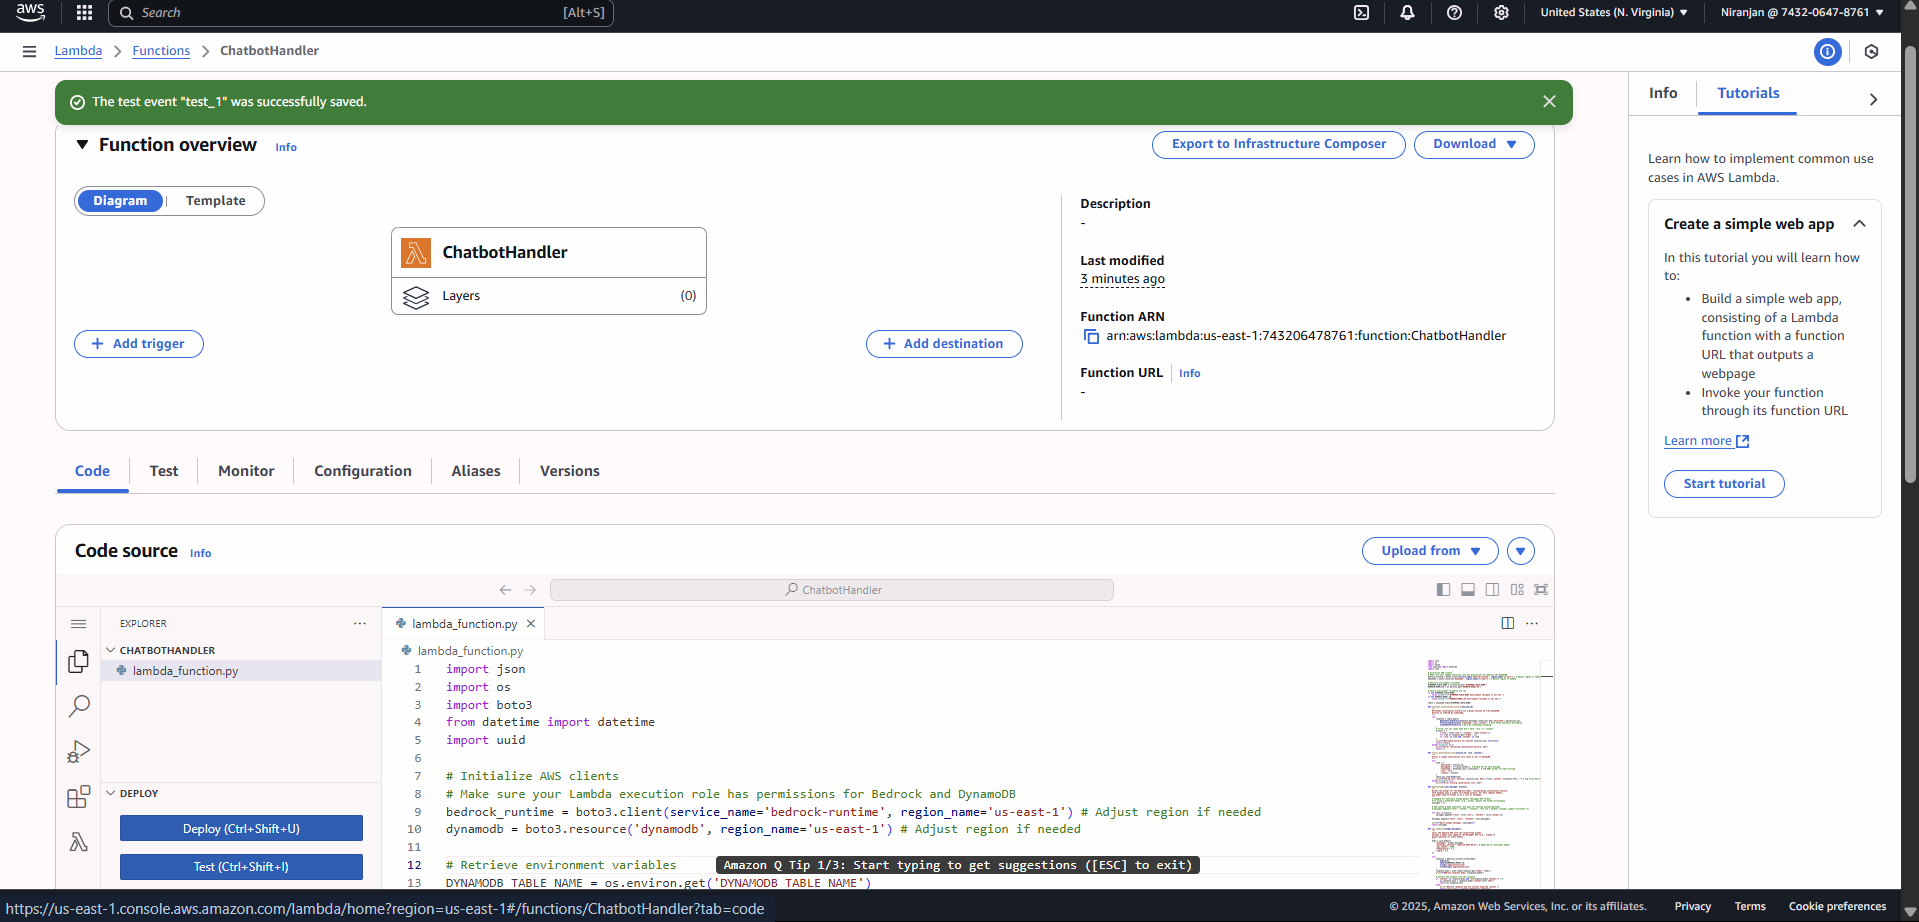 aws
Search
[Alt+S]
United States (N. Virginia)
Niranjan @ 7432-0647-8761
Lambda
Functions
ChatbotHandler
The test event "test_1" was successfully saved.
Function overview
Info
Export to Infrastructure Composer
Download
Diagram
Template
ChatbotHandler
Layers
(0)
+ Add trigger
+ Add destination
Description
-
Last modified
3 minutes ago
Function ARN
arn:aws:lambda:us-east-1:743206478761:function:ChatbotHandler
Function URL
Info
-
Info
Tutorials
Learn how to implement common use
cases in AWS Lambda.
Create a simple web app
In this tutorial you will learn how
to:
• Build a simple web app,
consisting of a Lambda
function with a function
URL that outputs a
webpage
• Invoke your function
through its function URL
Learn more
Start tutorial
Code
Test
Monitor
Configuration
Aliases
Versions
Code source
Info
Upload from
ChatbotHandler
EXPLORER
CHATBOTHANDLER
lambda_function.py
DEPLOY
Deploy (Ctrl+Shift+U)
Test (Ctrl+Shift+I)
lambda_function.py
lambda_function.py
1 import json
2 import os
3 import boto3
4 from datetime import datetime
5 import uuid
6
7 # Initialize AWS clients
8 # Make sure your Lambda execution role has permissions for Bedrock and DynamoDB
9 bedrock_runtime = boto3.client(service_name='bedrock-runtime', region_name='us-east-1') # Adjust region if needed
10 dynamodb = boto3.resource('dynamodb', region_name='us-east-1') # Adjust region if needed
11
12 # Retrieve environment variables
Amazon Q Tip 1/3: Start typing to get suggestions ([ESC] to exit)
13 DYNAMODB_TABLE_NAME = os.environ.get('DYNAMODB_TABLE_NAME')
https://us-east-1.console.aws.amazon.com/lambda/home?region=us-east-1#/functions/ChatbotHandler?tab=code
© 2025, Amazon Web Services, Inc. or its affiliates.
Privacy
Terms
Cookie preferences